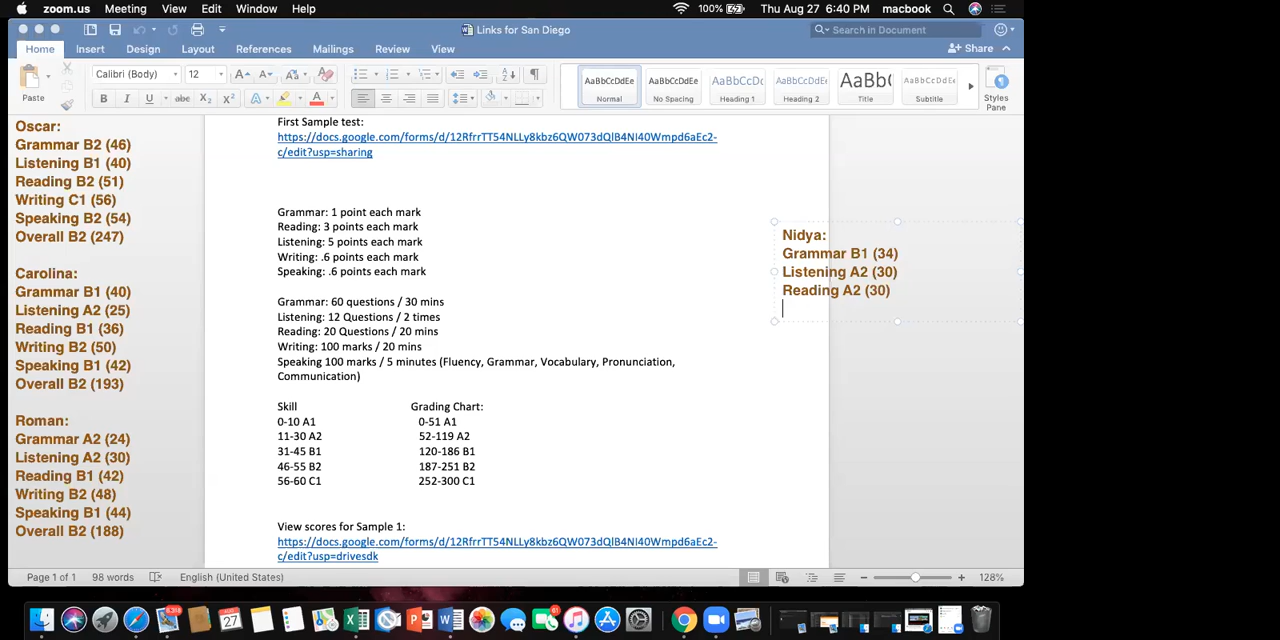 zoom.us Meeting View Edit Window Help 100% Thu Aug 27 6:40 PM macbook
Links for San Diego
Search in Document
Home Insert Design Layout References Mailings Review View Share
Paste
Calibri (Body) 12
B I U abc X₂ X²
AaBbCcDdEe AaBbCcDdEe AaBbCcDc AaBbCcDdEe AaBb( AaBbCcDdEe
Normal No Spacing Heading 1 Heading 2 Title Subtitle
Styles
Pane
Oscar:
Grammar B2 (46)
Listening B1 (40)
Reading B2 (51)
Writing C1 (56)
Speaking B2 (54)
Overall B2 (247)
Carolina:
Grammar B1 (40)
Listening A2 (25)
Reading B1 (36)
Writing B2 (50)
Speaking B1 (42)
Overall B2 (193)
Roman:
Grammar A2 (24)
Listening A2 (30)
Reading B1 (42)
Writing B2 (48)
Speaking B1 (44)
Overall B2 (188)
First Sample test:
https://docs.google.com/forms/d/12RfrrTT54NLLy8kbz6QW073dQlB4NI40Wmpd6aEc2-
c/edit?usp=sharing
Grammar: 1 point each mark
Reading: 3 points each mark
Listening: 5 points each mark
Writing: .6 points each mark
Speaking: .6 points each mark
Grammar: 60 questions / 30 mins
Listening: 12 Questions / 2 times
Reading: 20 Questions / 20 mins
Writing: 100 marks / 20 mins
Speaking 100 marks / 5 minutes (Fluency, Grammar, Vocabulary, Pronunciation,
Communication)
Skill Grading Chart:
0-10 A1 0-51 A1
11-30 A2 52-119 A2
31-45 B1 120-186 B1
46-55 B2 187-251 B2
56-60 C1 252-300 C1
View scores for Sample 1:
https://docs.google.com/forms/d/12RfrrTT54NLLy8kbz6QW073dQlB4NI40Wmpd6aEc2-
c/edit?usp=drivesdk
Nidya:
Grammar B1 (34)
Listening A2 (30)
Reading A2 (30)
Page 1 of 1 98 words English (United States) 128%